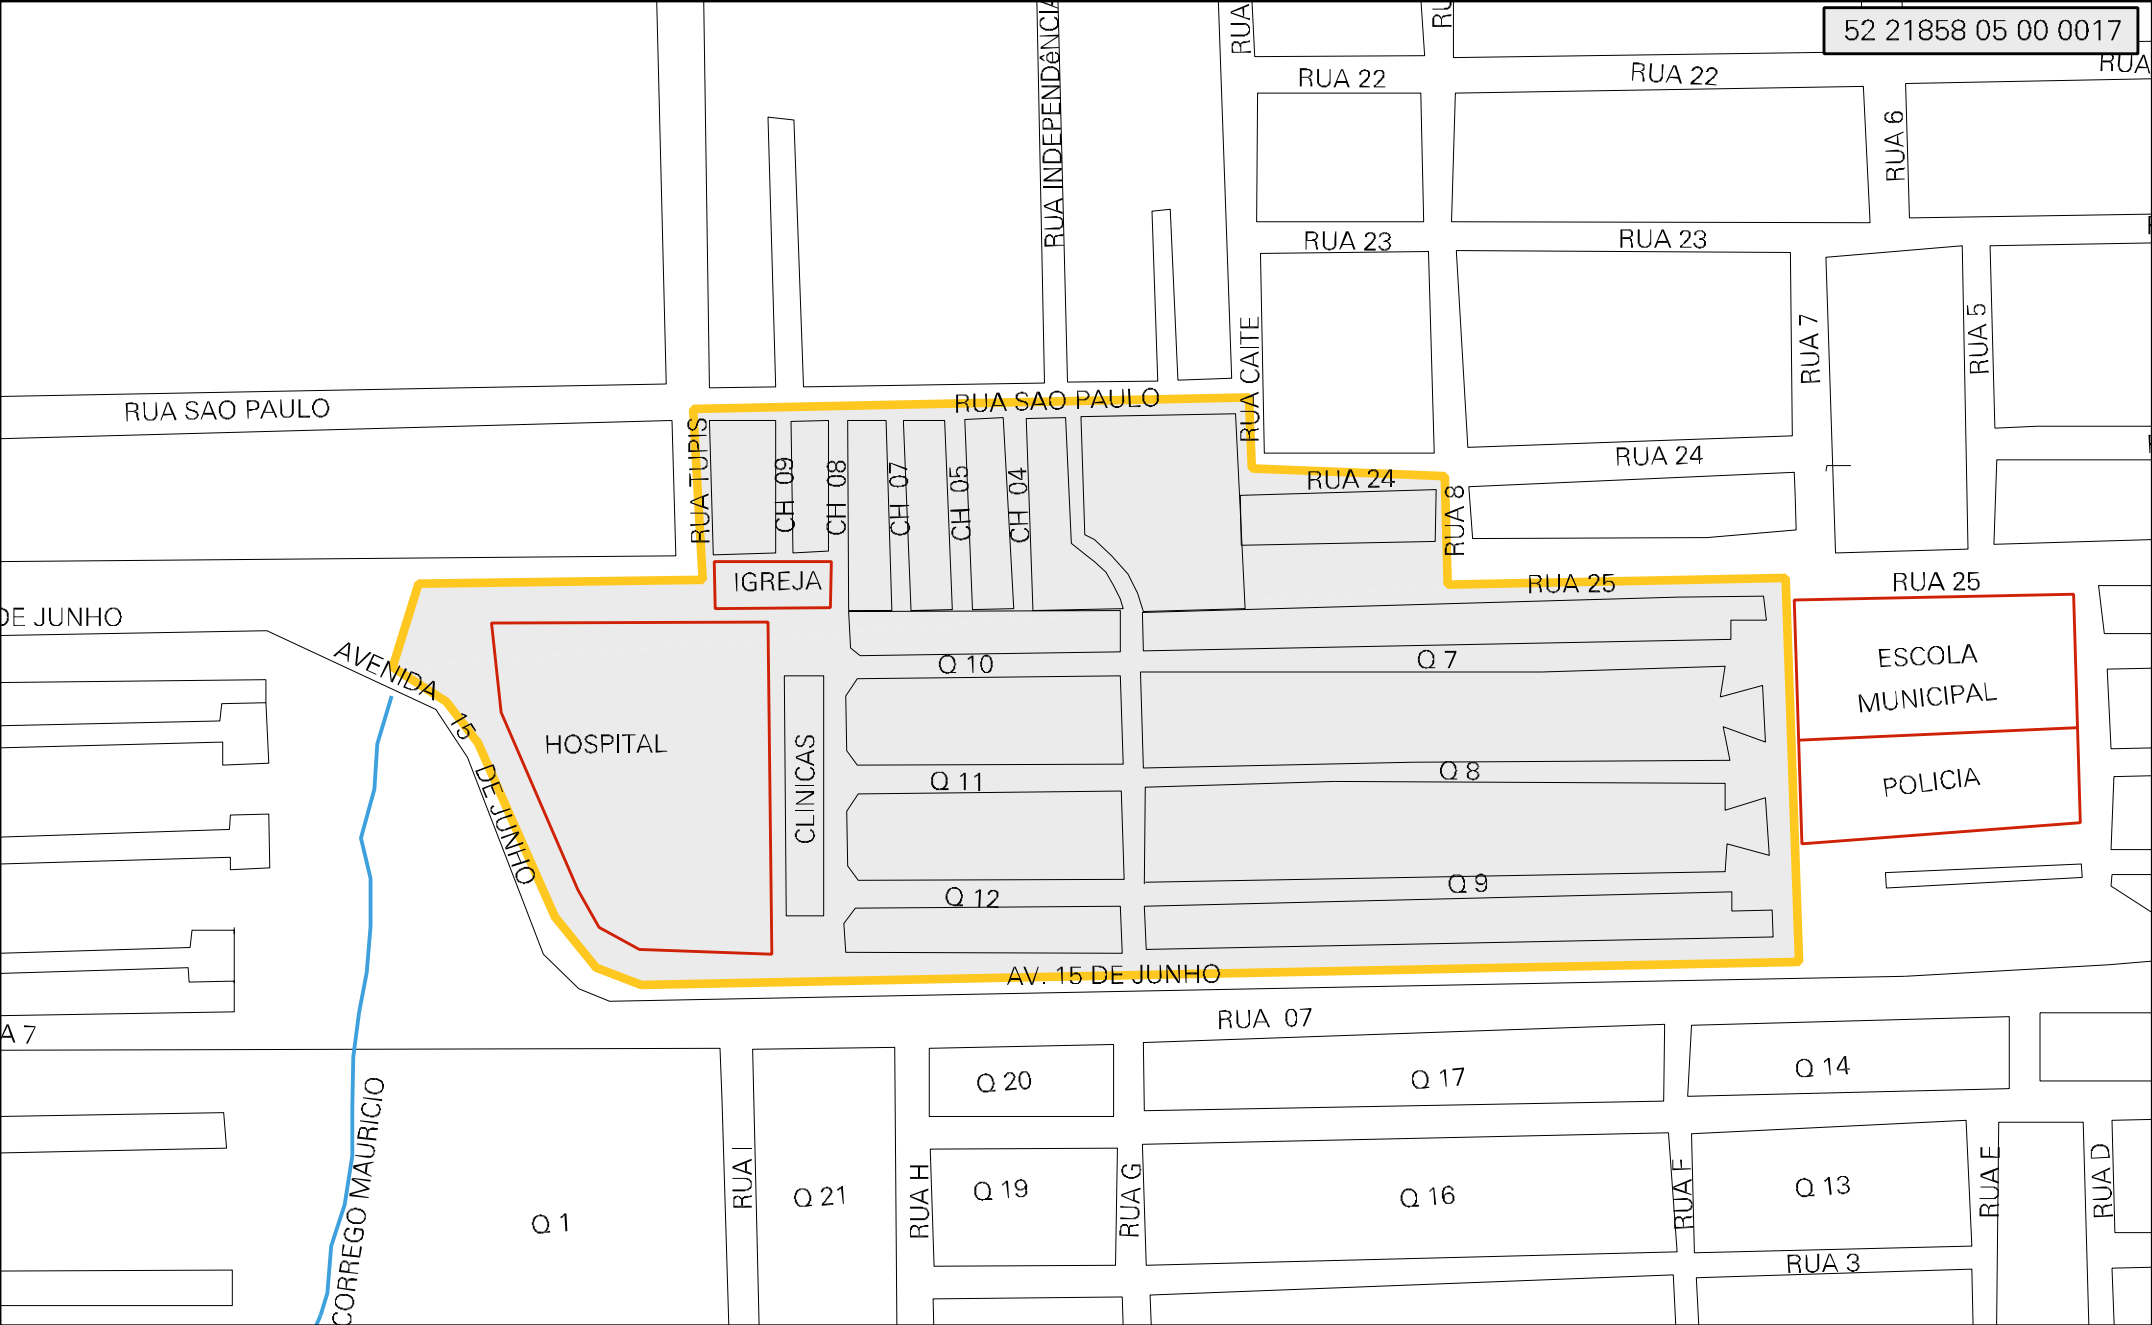 52 21858 05 00 0017
RUA
RUA INDEPENDêNCIA
RUA 22
RUA 22
RUA
RUA 6
RUA 23
RUA 23
RUA CAITE
RUA 7
RUA 5
RUA SAO PAULO
RUA SAO PAULO
RUA TUPIS
CH 09
CH 08
CH 07
CH 05
CH 04
RUA 24
RUA 24
RUA 8
IGREJA
RUA 25
RUA 25
DE JUNHO
AVENIDA
15
DE JUNHO
Q 10
Q 7
ESCOLA
MUNICIPAL
HOSPITAL
CLINICAS
Q 11
Q 8
POLICIA
Q 12
Q 9
AV. 15 DE JUNHO
RUA 07
A 7
CORREGO MAURICIO
Q 20
Q 17
Q 14
RUA I
Q 21
RUA H
Q 19
RUA G
Q 16
RUA F
Q 13
RUA E
RUA D
Q 1
RUA 3